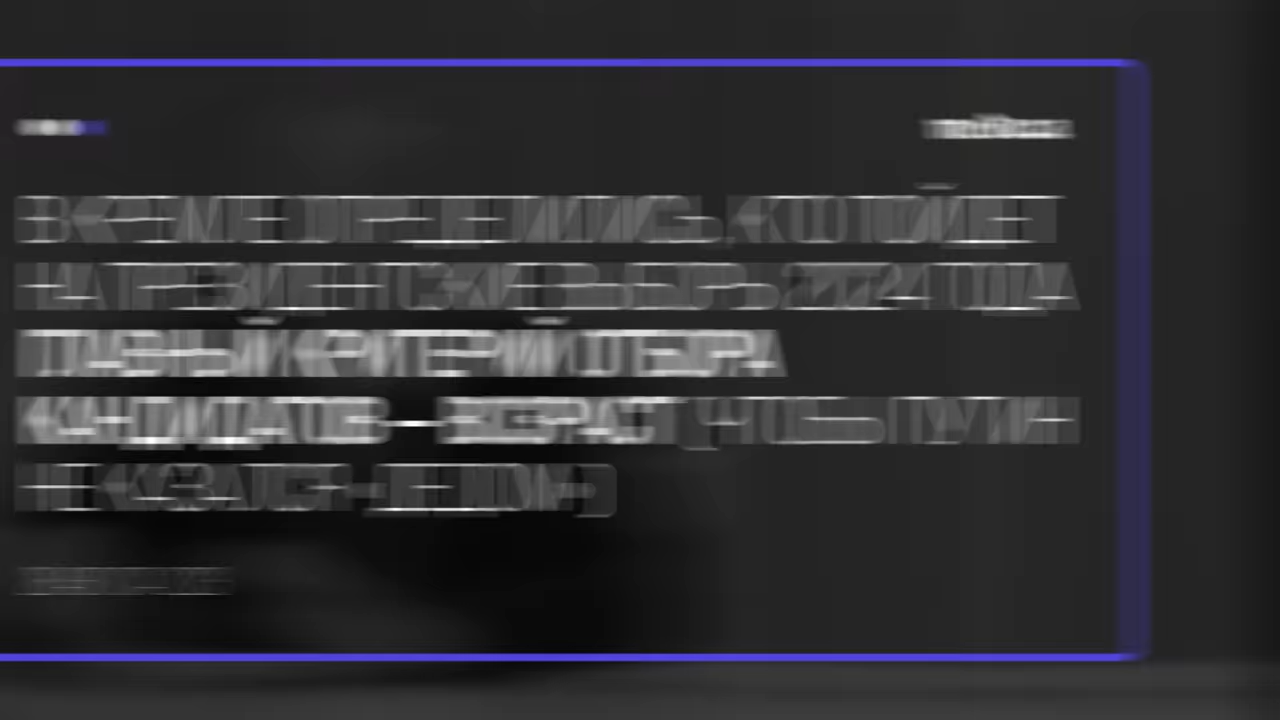 В КРЕМЛЕ ОПРЕДЕЛИЛИСЬ, КТО ПОЙДЕТ
НА ПРЕЗИДЕНТСКИЕ ВЫБОРЫ 2024 ГОДА
ГЛАВНЫЙ КРИТЕРИЙ ОТБОРА
КАНДИДАТОВ — ВОЗРАСТ (ЧТОБЫ ПУТИН
НЕ КАЗАЛСЯ «ДЕДОМ»)